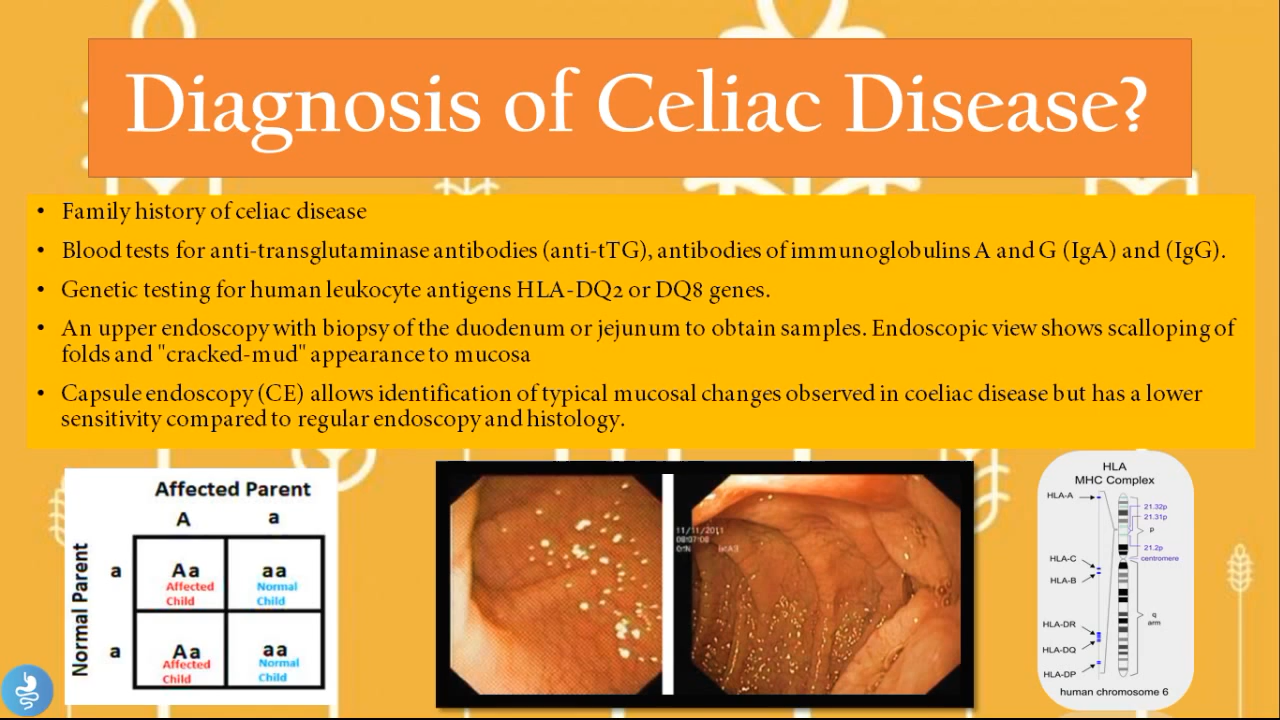 Diagnosis of Celiac Disease?
• Family history of celiac disease
• Blood tests for anti-transglutaminase antibodies (anti-tTG), antibodies of immunoglobulins A and G (IgA) and (IgG).
• Genetic testing for human leukocyte antigens HLA-DQ2 or DQ8 genes.
• An upper endoscopy with biopsy of the duodenum or jejunum to obtain samples. Endoscopic view shows scalloping of
folds and "cracked-mud" appearance to mucosa
• Capsule endoscopy (CE) allows identification of typical mucosal changes observed in coeliac disease but has a lower
sensitivity compared to regular endoscopy and histology.
Affected Parent
A a
Normal Parent
a
Aa
Affected
Child
aa
Normal
Child
a
Aa
Affected
Child
aa
Normal
Child
11/11/2011
HLA
MHC Complex
HLA-A
21.32p
21.31p
p
21.2p
centromere
HLA-C
HLA-B
q
arm
HLA-DR
HLA-DQ
HLA-DP
human chromosome 6